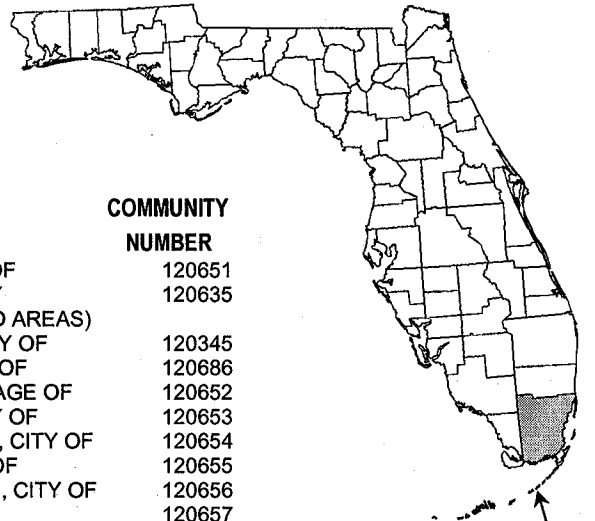 COMMUNITY
NUMBER
OF 120651
120635
AREAS)
Y OF 120345
OF 120686
AGE OF 120652
OF 120653
, CITY OF 120654
OF 120655
, CITY OF 120656
120657